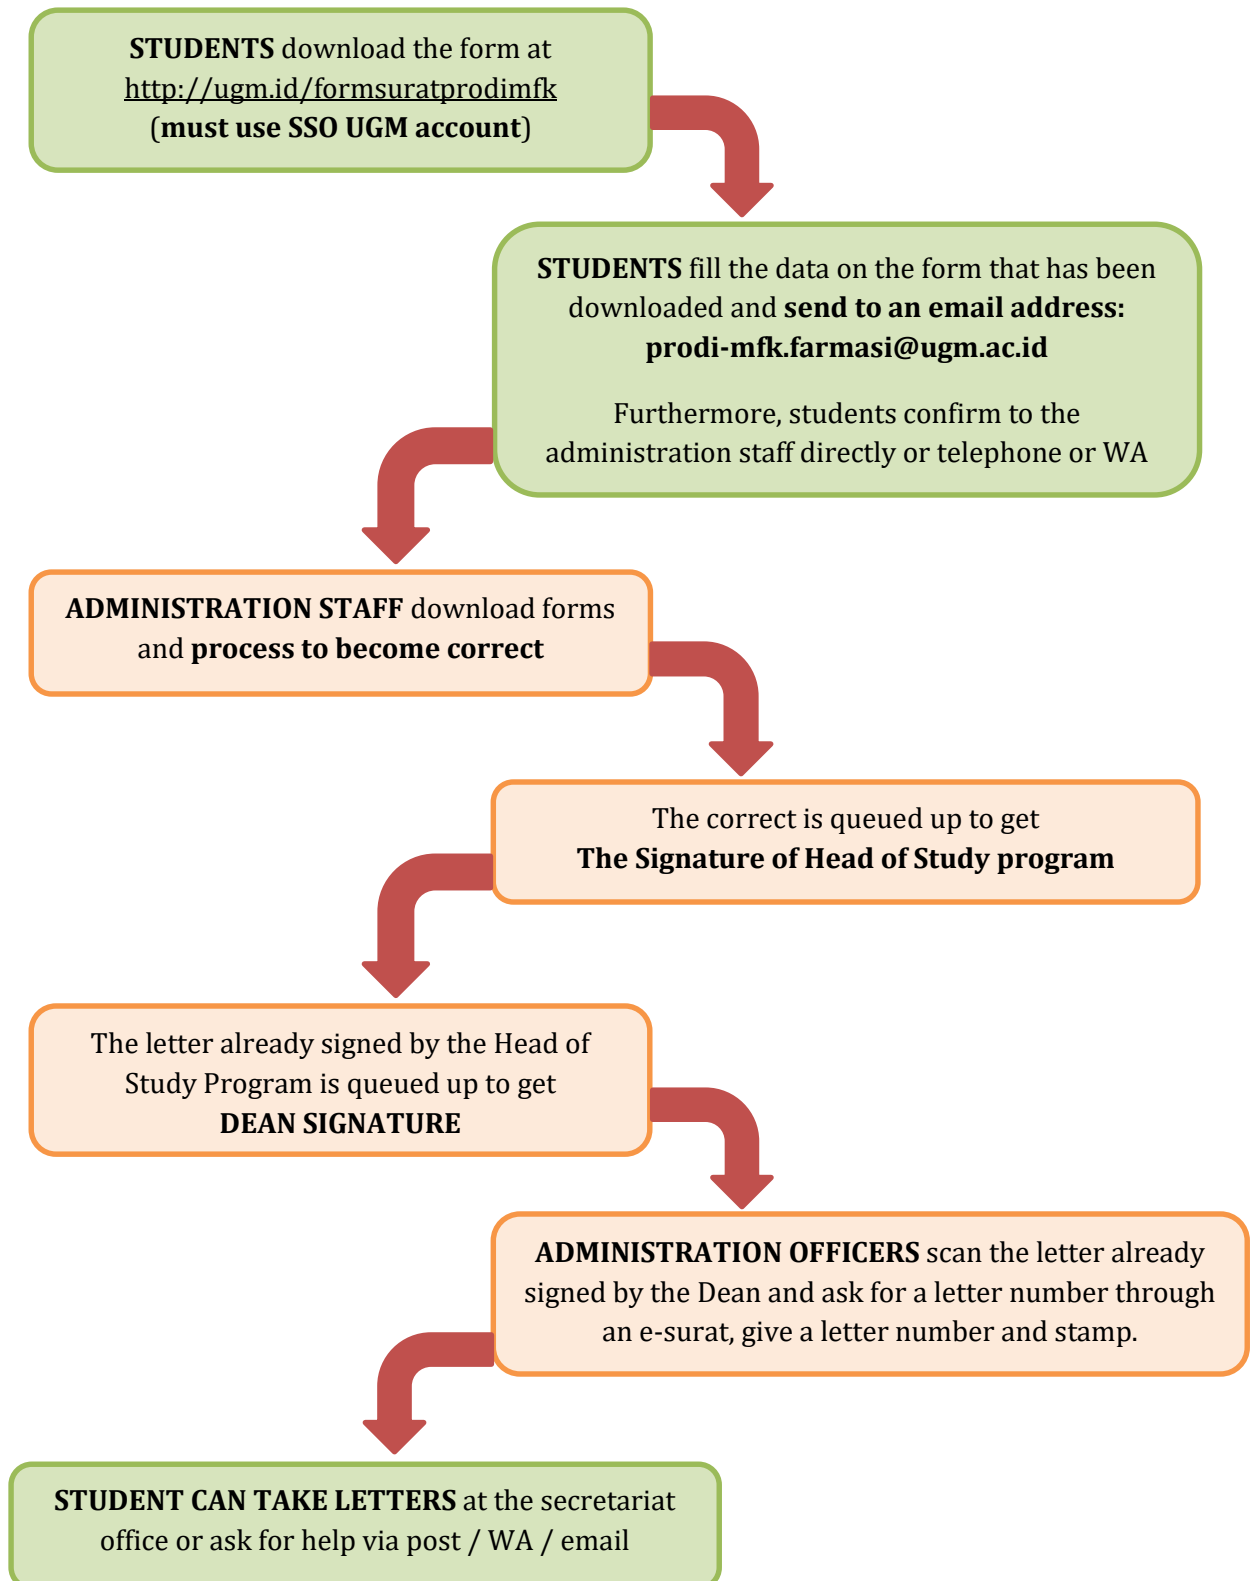 STUDENTS download the form at
http://ugm.id/formsuratprodimfk
(must use SSO UGM account)
STUDENTS fill the data on the form that has been
downloaded and send to an email address:
prodi-mfk.farmasi@ugm.ac.id
Furthermore, students confirm to the
administration staff directly or telephone or WA
ADMINISTRATION STAFF download forms
and process to become correct
The correct is queued up to get
The Signature of Head of Study program
The letter already signed by the Head of
Study Program is queued up to get
DEAN SIGNATURE
ADMINISTRATION OFFICERS scan the letter already
signed by the Dean and ask for a letter number through
an e-surat, give a letter number and stamp.
STUDENT CAN TAKE LETTERS at the secretariat
office or ask for help via post / WA / email